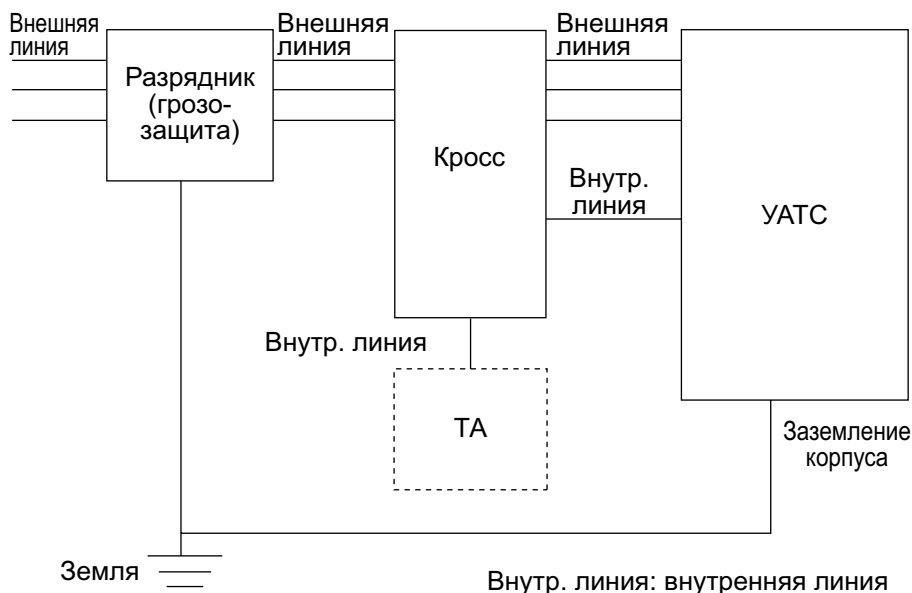 Внешняя
линия
Внешняя
линия
Внешняя
линия
Разрядник
(грозо-
защита)
Кросс
Внутр.
линия
УАТС
Внутр. линия
ТА
Заземление
корпуса
Земля
Внутр. линия: внутренняя линия